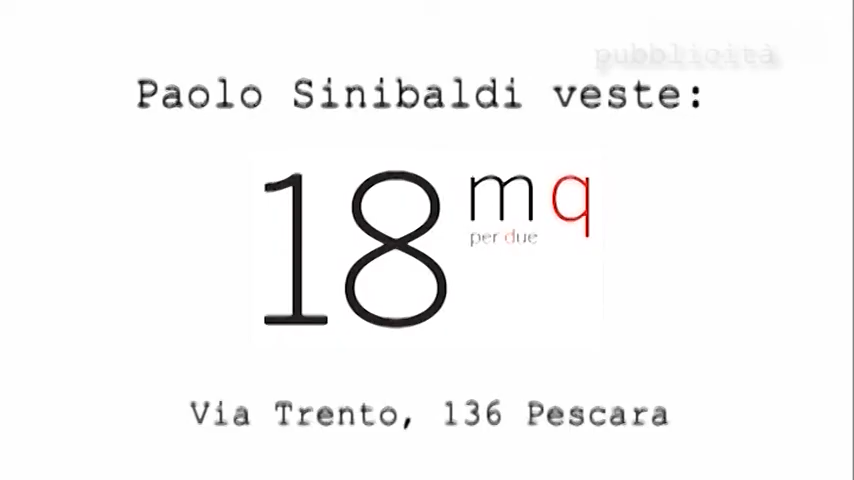 pubblicità
Paolo Sinibaldi veste:
18 mq
per due
Via Trento, 136 Pescara